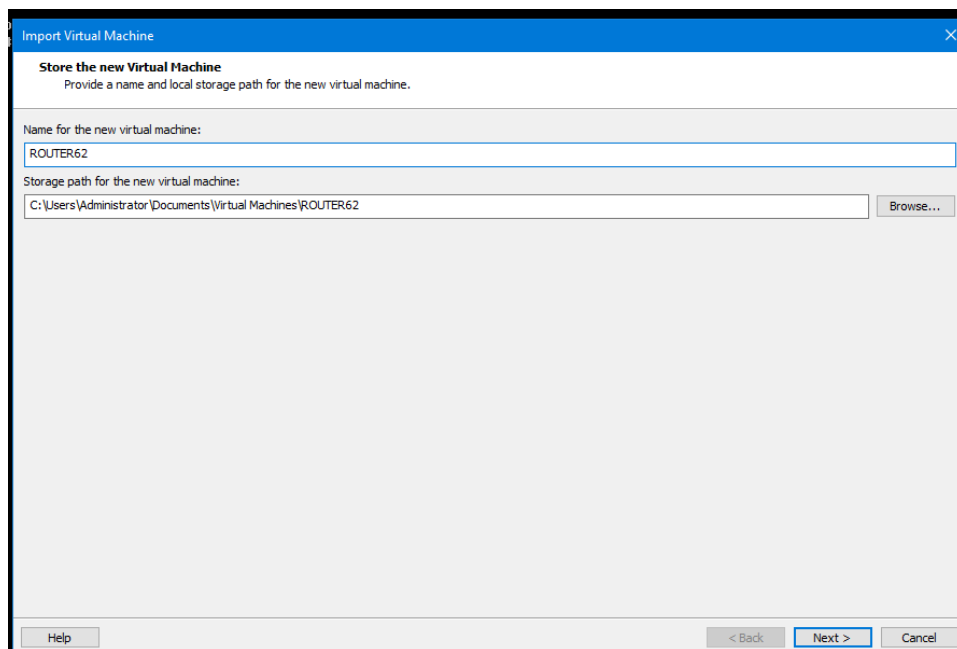 Import Virtual Machine
Store the new Virtual Machine
Provide a name and local storage path for the new virtual machine.
Name for the new virtual machine:
ROUTER62
Storage path for the new virtual machine:
C:\Users\Administrator\Documents\Virtual Machines\ROUTER62
Browse...
Help
< Back
Next >
Cancel